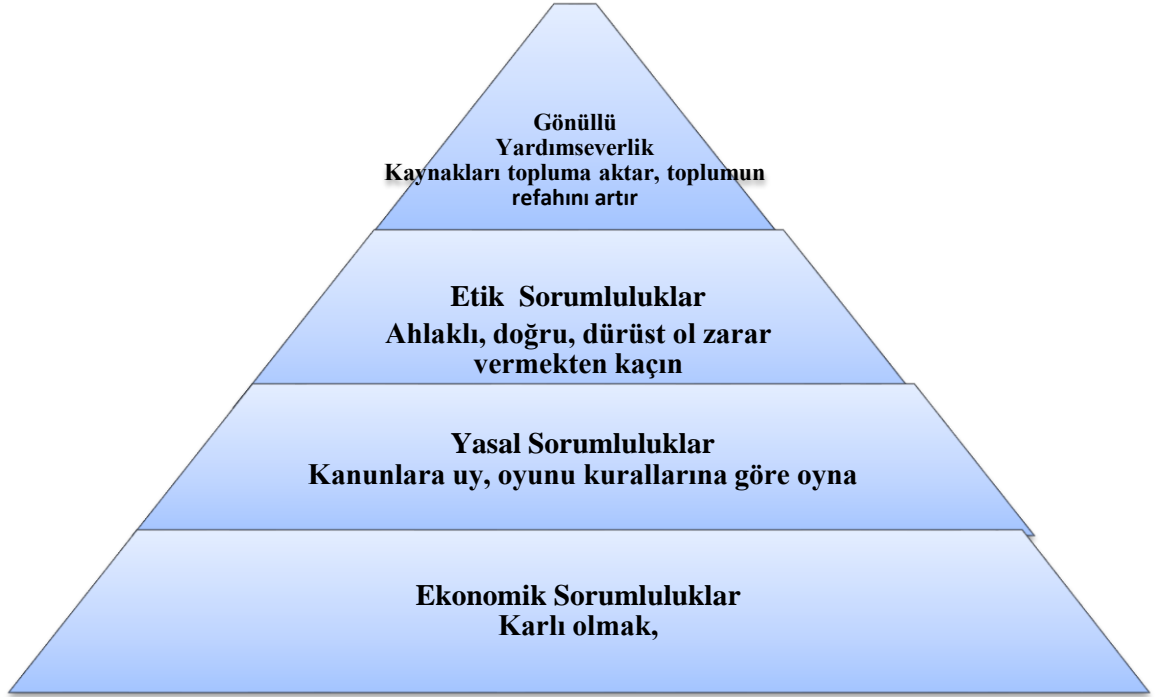 Gönüllü
Yardımseverlik
Kaynakları topluma aktar, toplumun
refahını artır
Etik Sorumluluklar
Ahlaklı, doğru, dürüst ol zarar
vermekten kaçın
Yasal Sorumluluklar
Kanunlara uy, oyunu kurallarına göre oyna
Ekonomik Sorumluluklar
Karlı olmak,